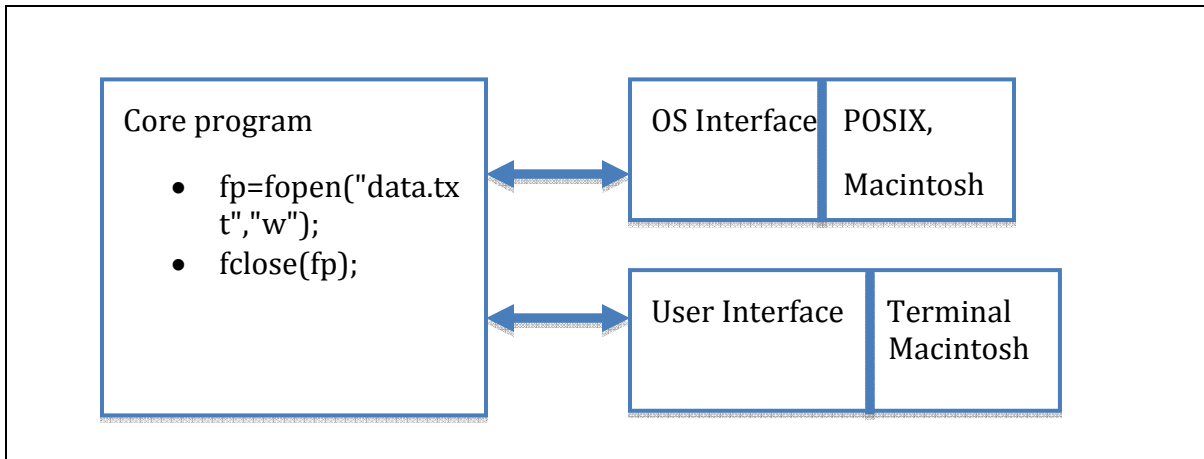 Core program
• fp=fopen("data.tx
t","w");
• fclose(fp);
OS Interface
POSIX,
Macintosh
User Interface
Terminal
Macintosh